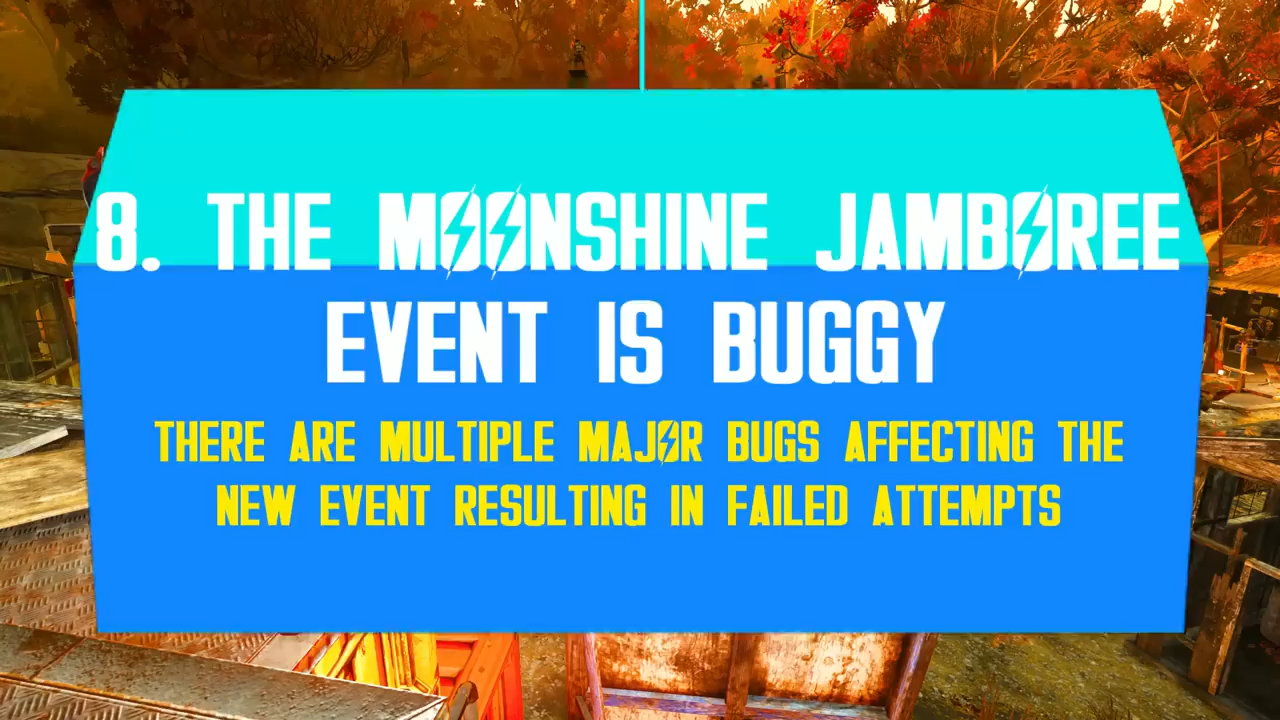 8. THE MOONSHINE JAMBOREE
EVENT IS BUGGY
THERE ARE MULTIPLE MAJOR BUGS AFFECTING THE
NEW EVENT RESULTING IN FAILED ATTEMPTS